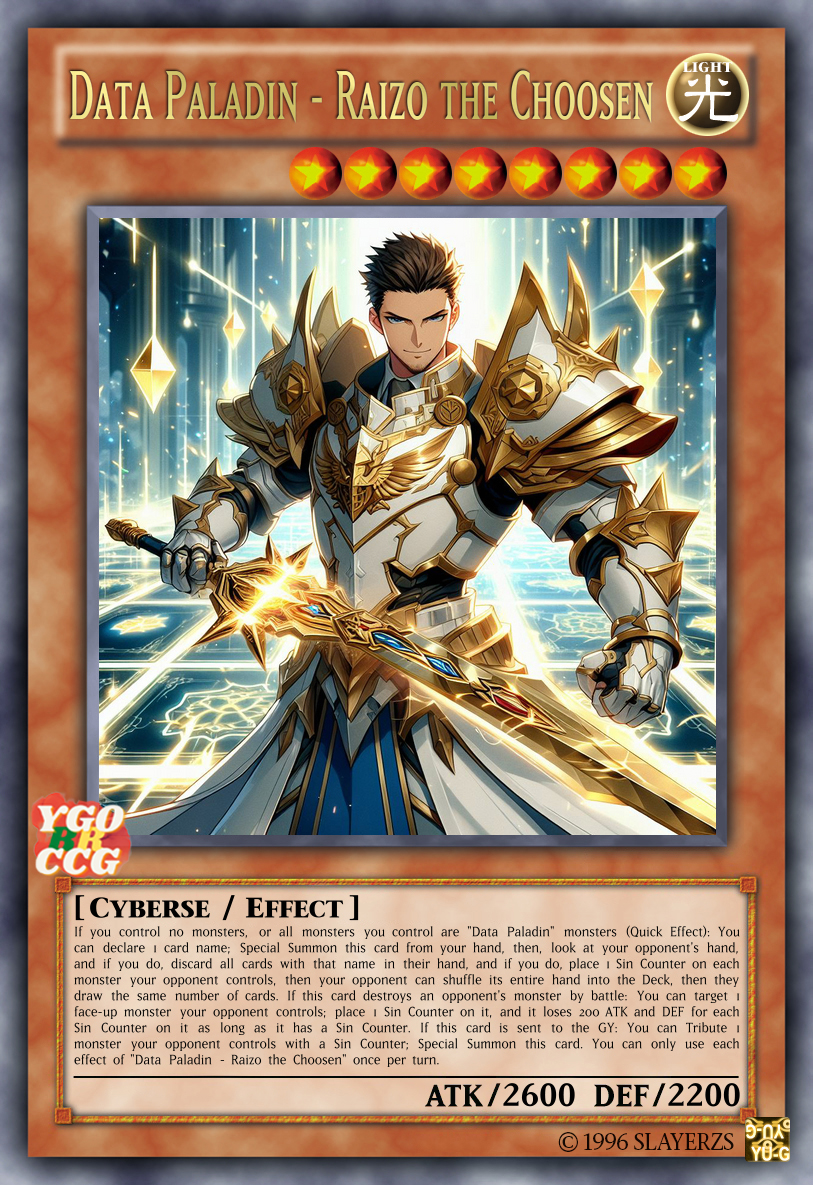 DATA PALADIN - RAIZO THE CHOOSEN
LIGHT
光
YGO
BR
CCG
[ CYBERSE / EFFECT ]
If you control no monsters, or all monsters you control are "Data Paladin" monsters (Quick Effect): You
can declare 1 card name; Special Summon this card from your hand, then, look at your opponent's hand,
and if you do, discard all cards with that name in their hand, and if you do, place 1 Sin Counter on each
monster your opponent controls, then your opponent can shuffle its entire hand into the Deck, then they
draw the same number of cards. If this card destroys an opponent's monster by battle: You can target 1
face-up monster your opponent controls; place 1 Sin Counter on it, and it loses 200 ATK and DEF for each
Sin Counter on it as long as it has a Sin Counter. If this card is sent to the GY: You can Tribute 1
monster your opponent controls with a Sin Counter; Special Summon this card. You can only use each
effect of "Data Paladin - Raizo the Choosen" once per turn.
ATK/2600 DEF/2200
© 1996 SLAYERZS